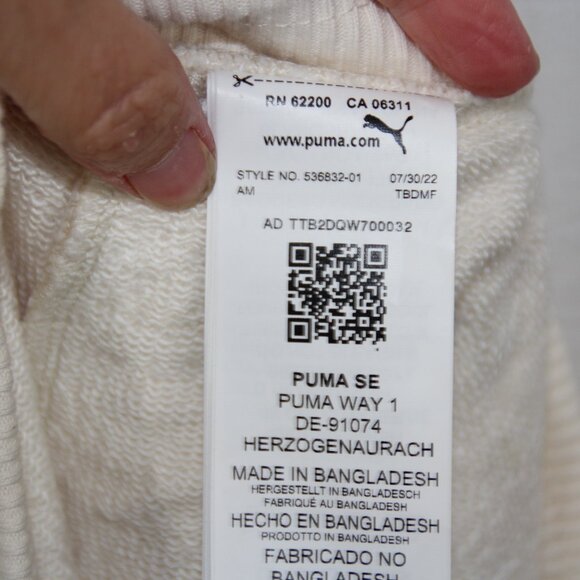 RN 62200 CA 06311
www.puma.com
STYLE NO. 536832-01 07/30/22
AM TBDMF
AD TTB2DQW700032
PUMA SE
PUMA WAY 1
DE-91074
HERZOGENAURACH
MADE IN BANGLADESH
HERGESTELLT IN BANGLADESCH
FABRIQUÉ AU BANGLADESH
HECHO EN BANGLADESH
PRODOTTO IN BANGLADESH
FABRICADO NO
BANGLADESH